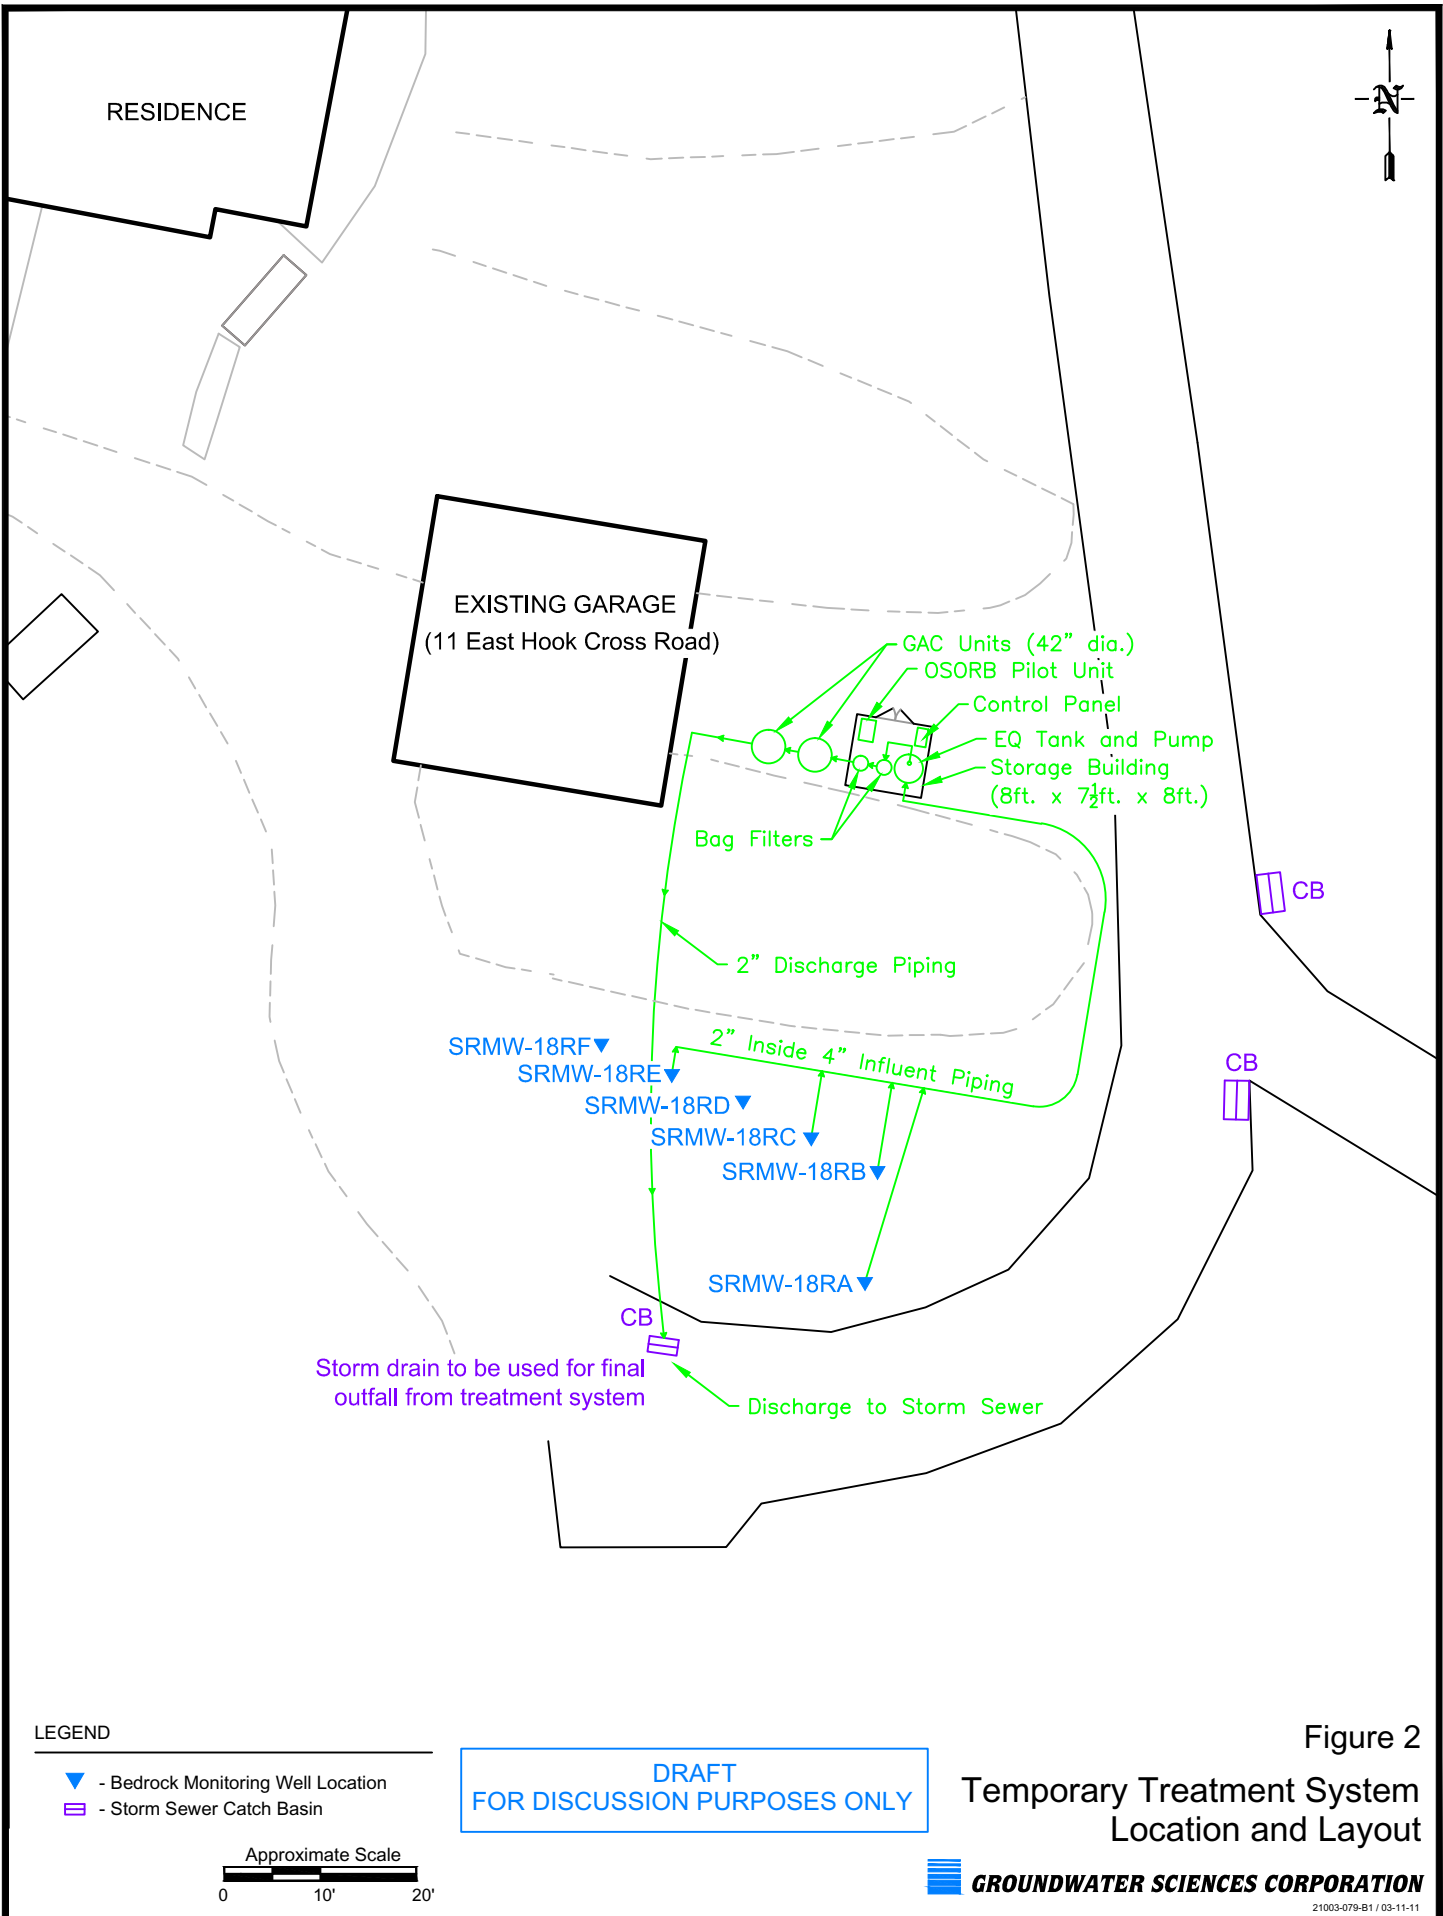 RESIDENCE
N
EXISTING GARAGE
(11 East Hook Cross Road)
GAC Units (42” dia.)
OSORB Pilot Unit
Control Panel
EQ Tank and Pump
Storage Building
(8ft. x 7½ft. x 8ft.)
Bag Filters
CB
2” Discharge Piping
2” Inside 4” Influent Piping
SRMW-18RF
SRMW-18RE
SRMW-18RD
SRMW-18RC
SRMW-18RB
CB
SRMW-18RA
CB
Storm drain to be used for final
outfall from treatment system
Discharge to Storm Sewer
LEGEND
- Bedrock Monitoring Well Location
- Storm Sewer Catch Basin
Approximate Scale
0 10' 20'
DRAFT
FOR DISCUSSION PURPOSES ONLY
Figure 2
Temporary Treatment System
Location and Layout
GROUNDWATER SCIENCES CORPORATION
21003-079-B1 / 03-11-11